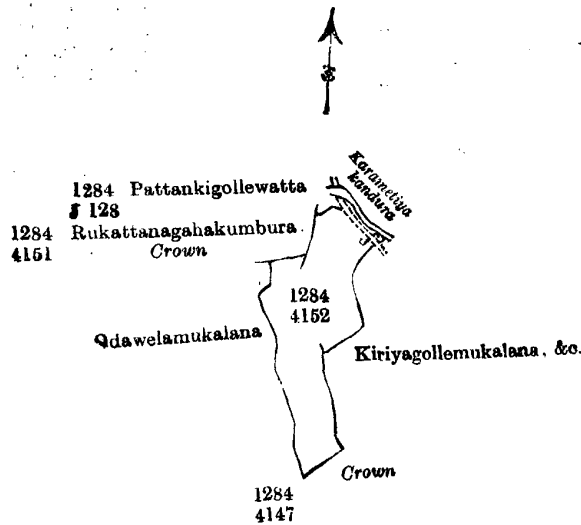 Karametiya
kandura
1284 Pattankigollewatta
J 128
1284 Rukattanagahakumbura
4151 Crown
1284
4152
Odawelamukalana
Kiriyagollemukalana, &c.
Crown
1284
4147